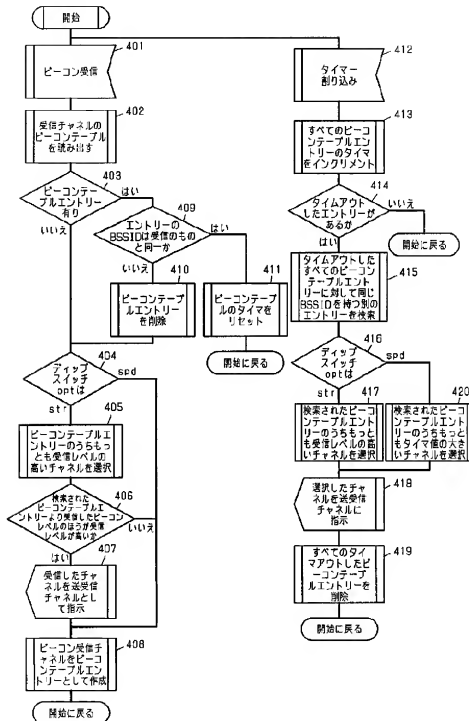 開始
401
ビーコン受信
402
受信チャネルの
ビーコンテーブル
を読み出す
403
ビーコンテ
ーブルエントリー
有り
はい
いいえ
409
エントリーの
BSSIDは受信のもの
と同一か
はい
いいえ
410
ビーコンテーブ
ルエントリー
を削除
411
ビーコンテー
ブルのタイマを
リセット
開始に戻る
404
ディップ
スイッチ
optは
spd
str
405
ビーコンテーブルエ
ントリーのうちもっ
とも受信レベルの
高いチャネルを選択
406
検索された
ビーコンテーブルエ
ントリーより受信したビーコン
レベルのほうが受信
レベルが高いか
いいえ
はい
407
受信したチャネ
ルを送受信
チャネルとし
て指示
408
ビーコン受信チャ
ネルをビーコ
ンテーブルエント
リーとして作成
開始に戻る
412
タイマー
割り込み
413
すべてのビーコ
ンテーブルエント
リーのタイマ
をインクリメント
414
タイムアウト
したエントリーが
あるか
いいえ
開始に戻る
はい
415
タイムアウトした
すべてのビーコン
テーブルエント
リーに対して同じ
BSSIDを持つ別の
エントリーを検索
416
ディップ
スイッチ
optは
spd
str
417
検索されたビーコ
ンテーブルエント
リーのうちもっと
も受信レベルの高
いチャネルを選択
420
検索されたビーコ
ンテーブルエント
リーのうちもっと
もタイマ値の大き
いチャネルを選択
418
選択したチャ
ネルを送受信
チャネルに
指示
419
すべてのタイ
マアウトしたビ
ーコンテーブ
ルエントリーを
削除
開始に戻る